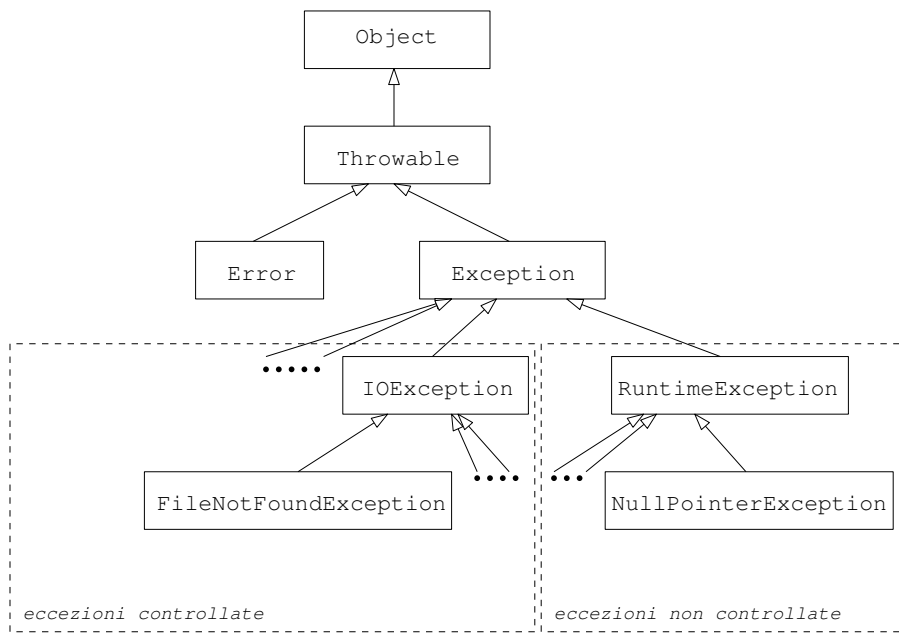 Object
Throwable
Error
Exception
IOException
RuntimeException
FileNotFoundException
NullPointerException
eccezioni controllate
eccezioni non controllate